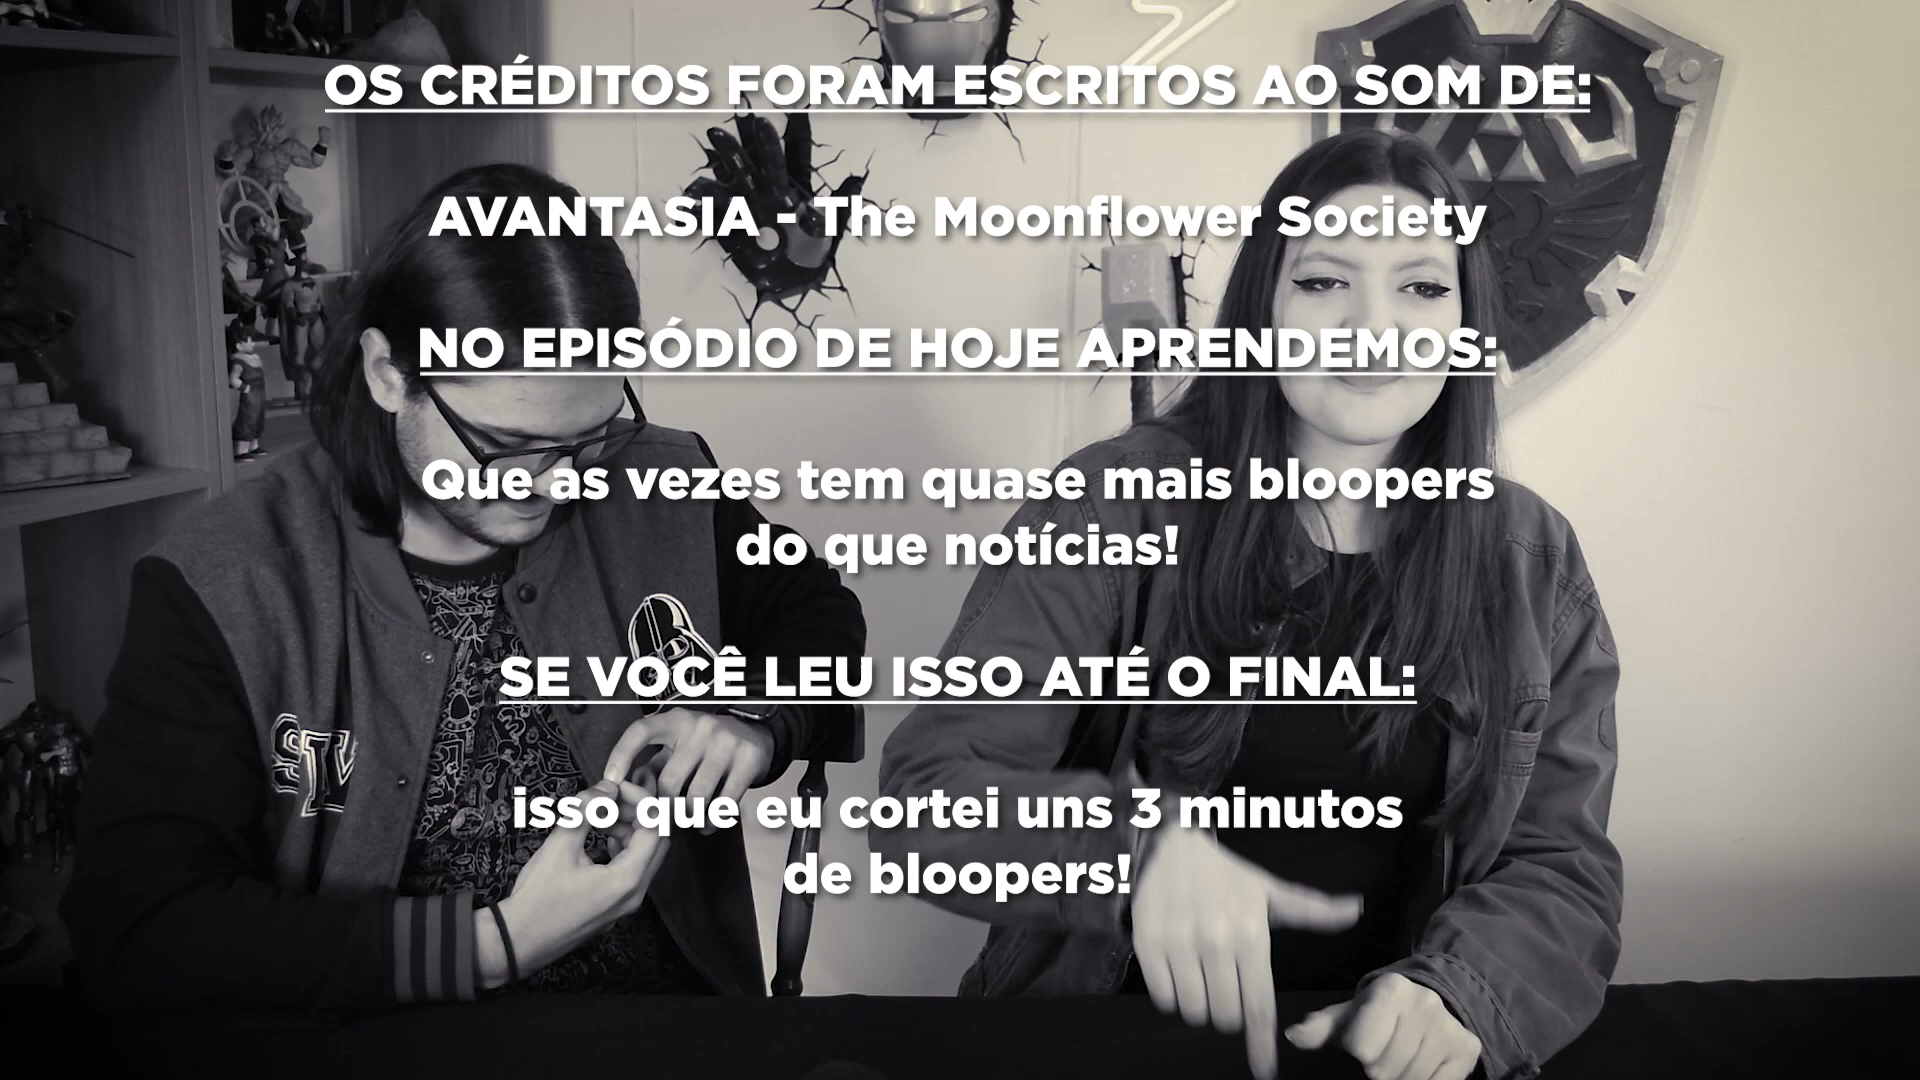 OS CRÉDITOS FORAM ESCRITOS AO SOM DE:
AVANTASIA - The Moonflower Society
NO EPISÓDIO DE HOJE APRENDEMOS:
Que as vezes tem quase mais bloopers
do que notícias!
SE VOCÊ LEU ISSO ATÉ O FINAL:
isso que eu cortei uns 3 minutos
de bloopers!